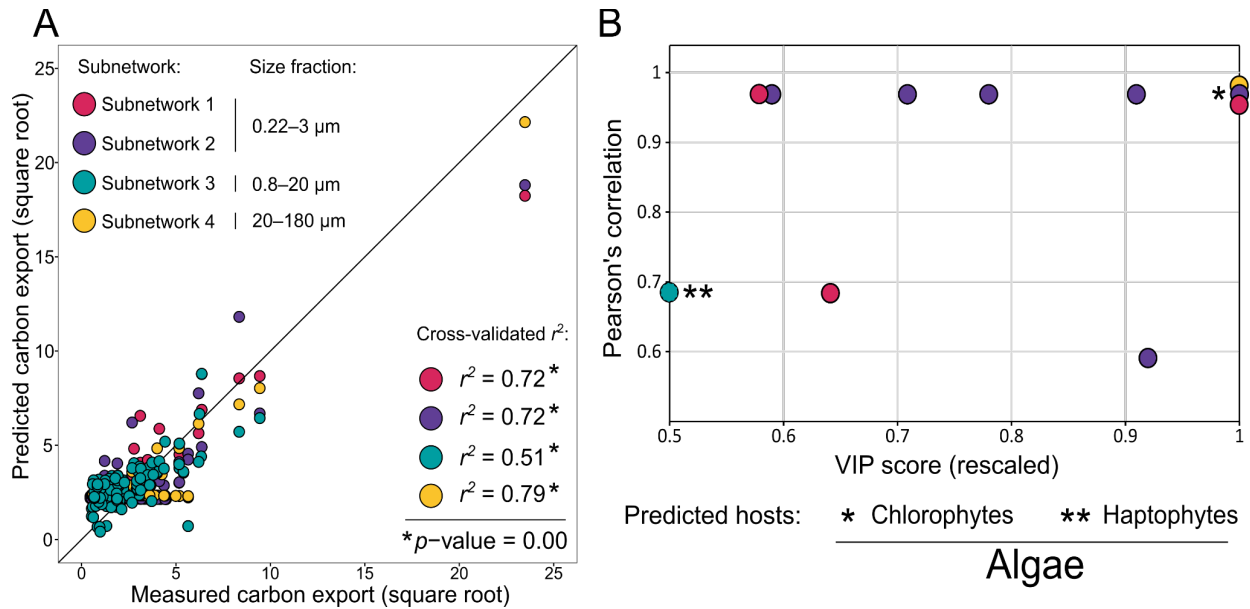 A
Subnetwork: Size fraction:
Subnetwork 1
0.22–3 µm
Subnetwork 2
Subnetwork 3 0.8–20 µm
Subnetwork 4 20–180 µm
Cross-validated r²:
r² = 0.72*
r² = 0.72*
r² = 0.51*
r² = 0.79*
*p−value = 0.00
Predicted carbon export (square root)
25
20
15
10
5
0
0 5 10 15 20 25
Measured carbon export (square root)
B
Pearson's correlation
1
0.9
0.8
0.7
0.6
*
**
0.5 0.6 0.7 0.8 0.9 1
VIP score (rescaled)
Predicted hosts: * Chlorophytes ** Haptophytes
Algae